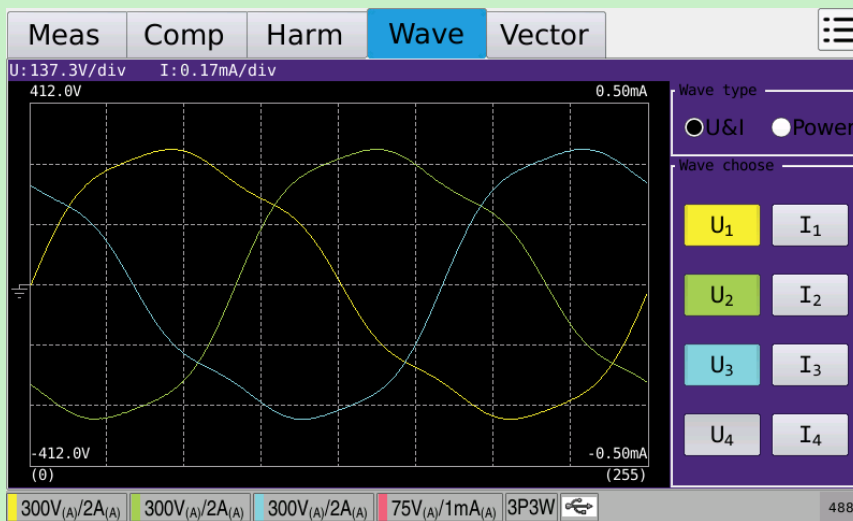 Meas Comp Harm Wave Vector
U:137.3V/div I:0.17mA/div
412.0V 0.50mA
Wave type
U&I Power
Wave choose
U₁ I₁
U₂ I₂
U₃ I₃
U₄ I₄
-412.0V -0.50mA
(0) (255)
300V(A)/2A(A) 300V(A)/2A(A) 300V(A)/2A(A) 75V(A)/1mA(A) 3P3W 488